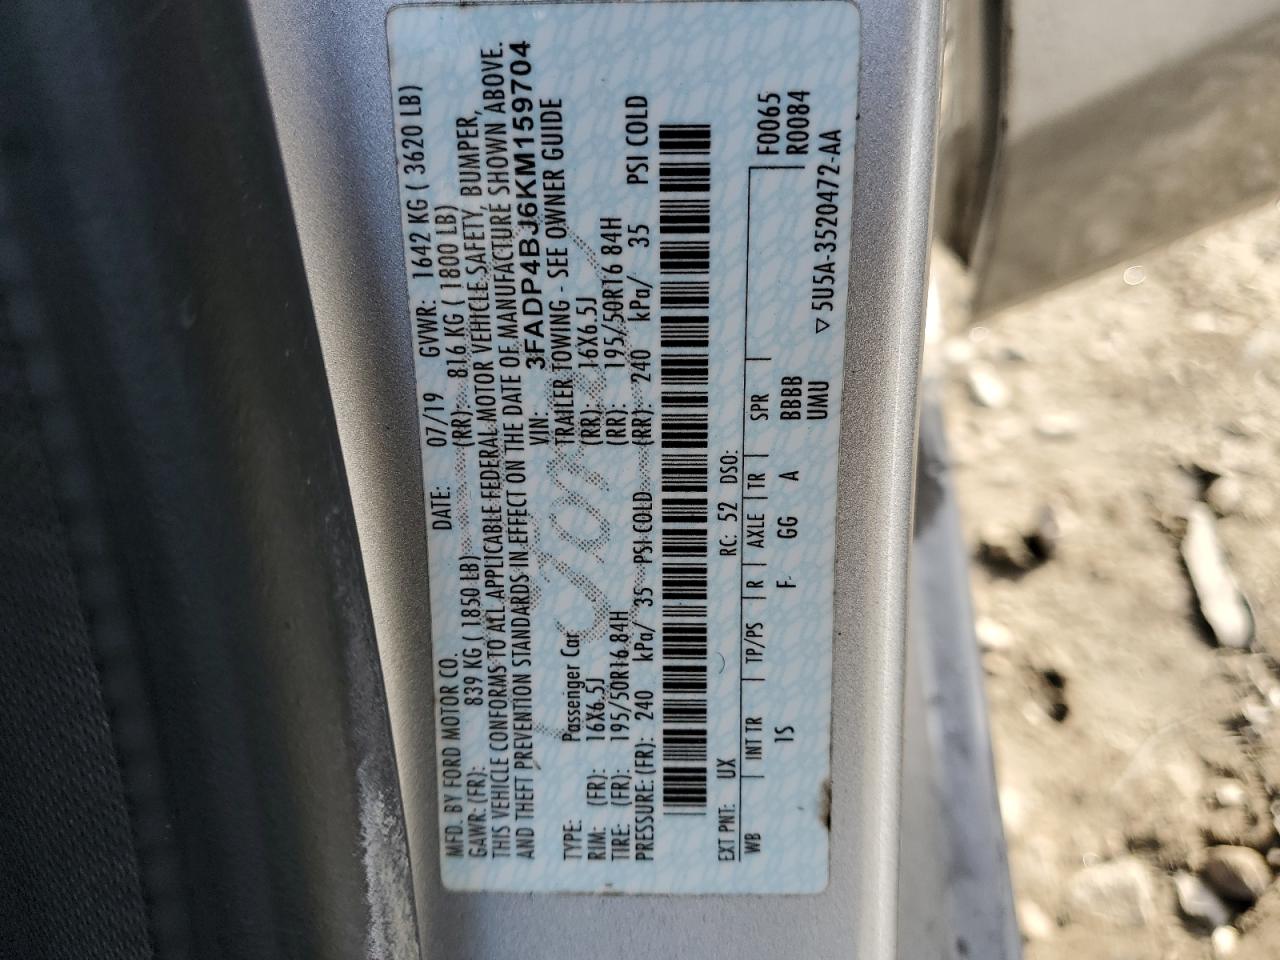 MFD. BY FORD MOTOR CO. DATE: 07/19 GVWR: 1642 KG ( 3620 LB)
GAWR: (FR): 839 KG ( 1850 LB) (RR): 816 KG ( 1800 LB)
THIS VEHICLE CONFORMS TO ALL APPLICABLE FEDERAL MOTOR VEHICLE SAFETY, BUMPER,
AND THEFT PREVENTION STANDARDS IN EFFECT ON THE DATE OF MANUFACTURE SHOWN ABOVE.
VIN: 3FADP4BJ6KM159704
TYPE: Passenger Car TRAILER TOWING - SEE OWNER GUIDE
RIM: (FR): 16X6.5J (RR): 16X6.5J
TIRE: (FR): 195/50R16 84H (RR): 195/50R16 84H
PRESSURE: (FR): 240 kPa/ 35 PSI COLD (RR): 240 kPa/ 35 PSI COLD
EXT PNT: UX RC: 52 DSO:
WB INT TR TP/PS R AXLE TR SPR F0065
1S F- GG A BBBB R0084
UMU ▽ 5U5A-3520472-AA